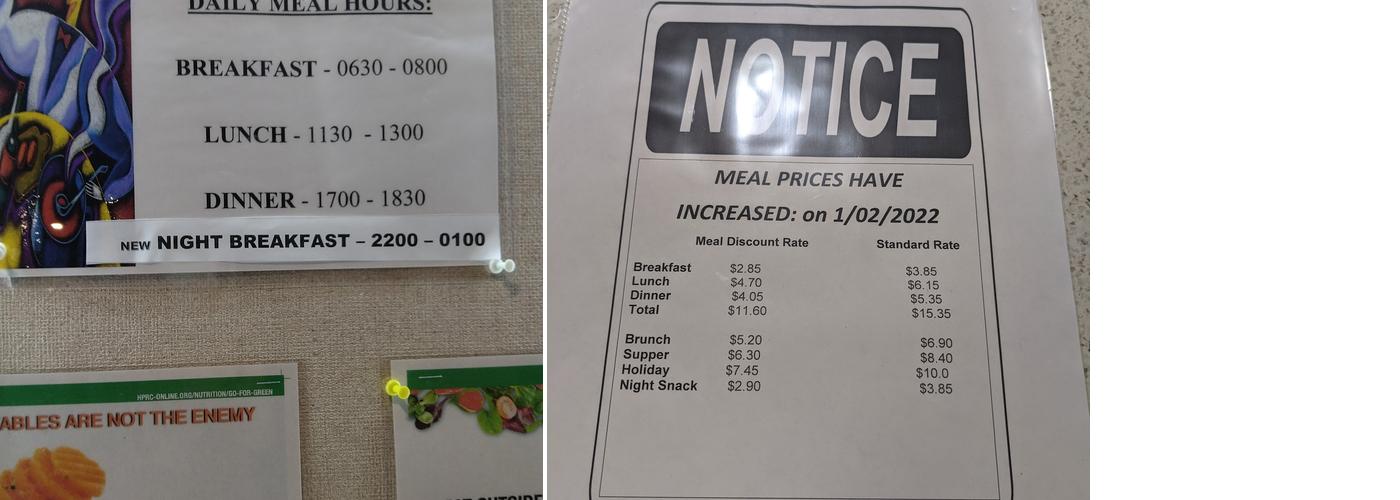 DAILY MEAL HOURS:
BREAKFAST - 0630 - 0800
LUNCH - 1130 - 1300
DINNER - 1700 - 1830
NEW NIGHT BREAKFAST – 2200 – 0100
HPRC-ONLINE.ORG/NUTRITION/GO-FOR-GREEN
ABLES ARE NOT THE ENEMY
OUTSIDE
NOTICE
MEAL PRICES HAVE
INCREASED: on 1/02/2022
Meal Discount Rate Standard Rate
Breakfast $2.85 $3.85
Lunch $4.70 $6.15
Dinner $4.05 $5.35
Total $11.60 $15.35
Brunch $5.20 $6.90
Supper $6.30 $8.40
Holiday $7.45 $10.0
Night Snack $2.90 $3.85